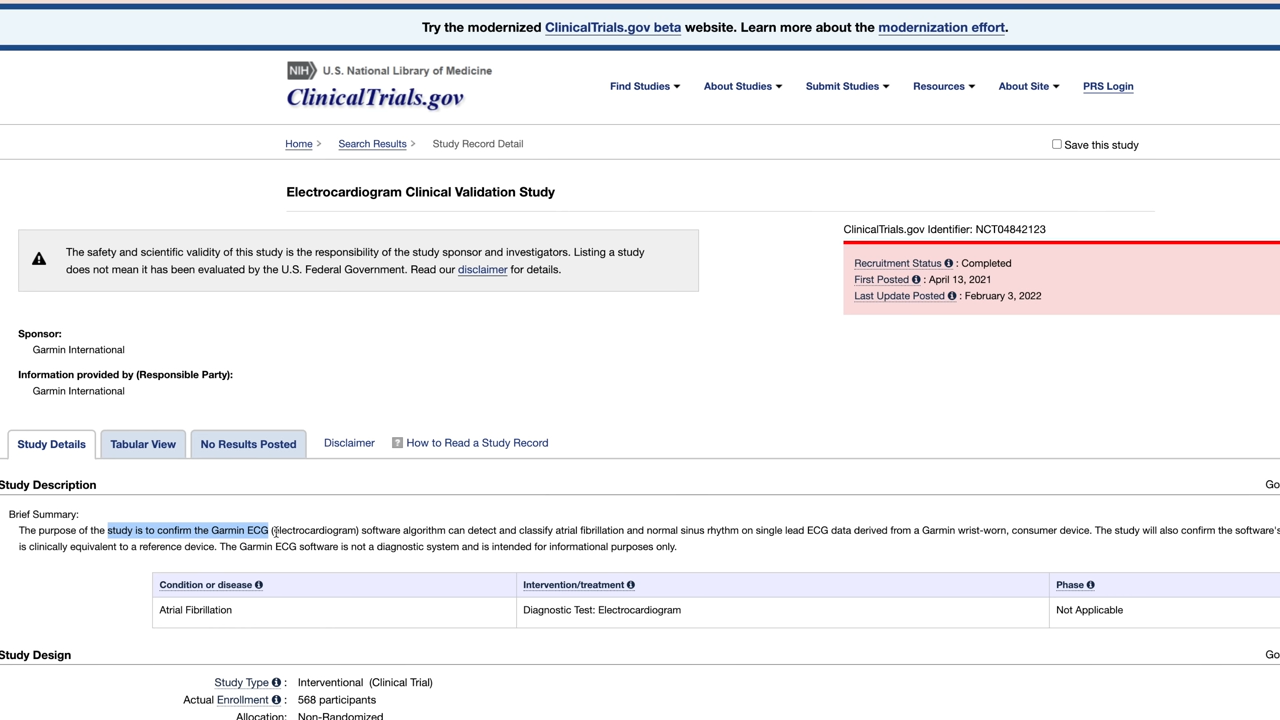 Try the modernized ClinicalTrials.gov beta website. Learn more about the modernization effort.
NIH U.S. National Library of Medicine
ClinicalTrials.gov
Find Studies About Studies Submit Studies Resources About Site PRS Login
Home > Search Results > Study Record Detail
Save this study
Electrocardiogram Clinical Validation Study
The safety and scientific validity of this study is the responsibility of the study sponsor and investigators. Listing a study
does not mean it has been evaluated by the U.S. Federal Government. Read our disclaimer for details.
ClinicalTrials.gov Identifier: NCT04842123
Recruitment Status : Completed
First Posted : April 13, 2021
Last Update Posted : February 3, 2022
Sponsor:
Garmin International
Information provided by (Responsible Party):
Garmin International
Study Details Tabular View No Results Posted Disclaimer ? How to Read a Study Record
Study Description
Go
Brief Summary:
The purpose of the study is to confirm the Garmin ECG (electrocardiogram) software algorithm can detect and classify atrial fibrillation and normal sinus rhythm on single lead ECG data derived from a Garmin wrist-worn, consumer device. The study will also confirm the software's
is clinically equivalent to a reference device. The Garmin ECG software is not a diagnostic system and is intended for informational purposes only.
Condition or disease Intervention/treatment Phase
Atrial Fibrillation Diagnostic Test: Electrocardiogram Not Applicable
Study Design
Go
Study Type : Interventional (Clinical Trial)
Actual Enrollment : 568 participants
Allocation: Non-Randomized